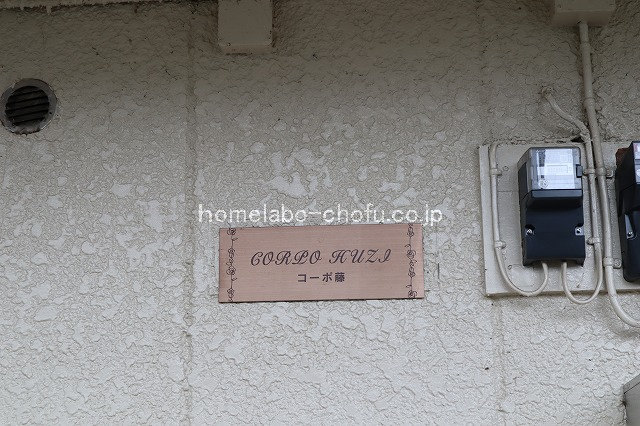 homelabo-chofu.co.jp
CORPO HUZI
コーポ藤